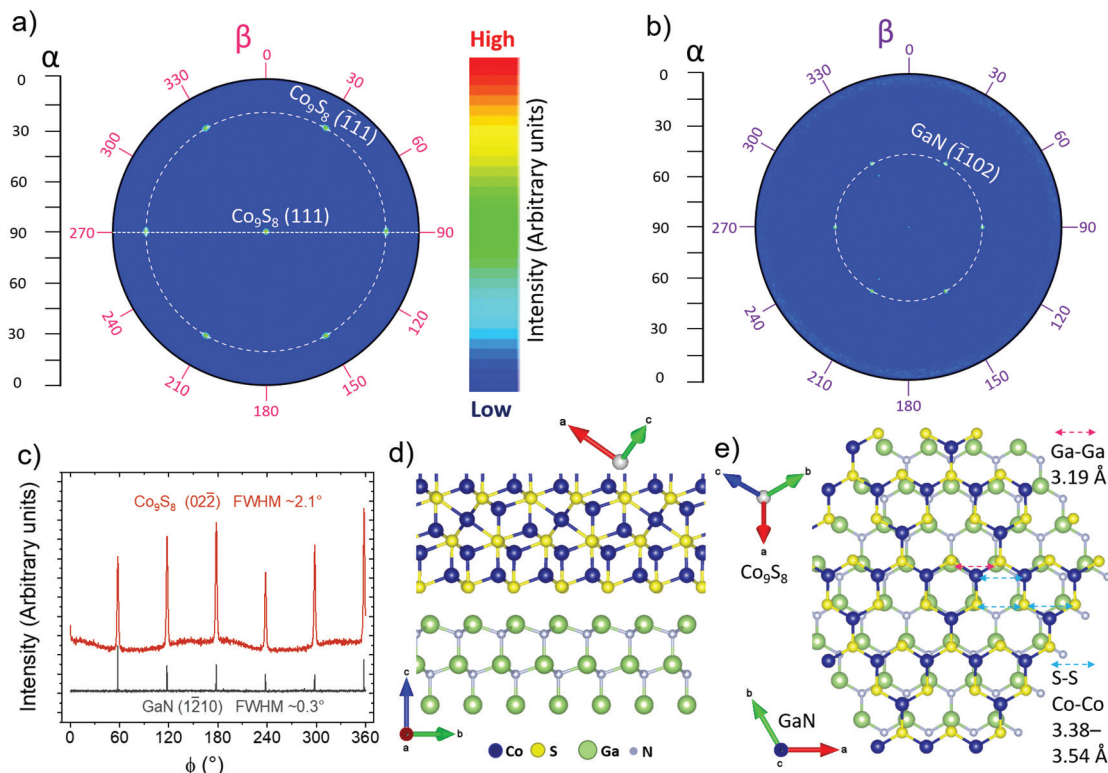 a)
β
α
0
30
60
90
60
30
0
0
30
60
90
120
150
180
210
240
270
300
330
Co₉S₈ (1̅11)
Co₉S₈ (111)
High
Intensity (Arbitrary units)
Low
b)
β
α
0
30
60
90
60
30
0
0
30
60
90
120
150
180
210
240
270
300
330
GaN (1̅102)
c)
Intensity (Arbitrary units)
Co₉S₈ (022̅) FWHM ~2.1°
GaN (12̅10) FWHM ~0.3°
0 60 120 180 240 300 360
ϕ (°)
d)
a
c
c
a
b
Co S Ga N
e)
c
b
a
Co₉S₈
Ga-Ga
3.19 Å
S-S
Co-Co
3.38–
3.54 Å
b
GaN
c
a